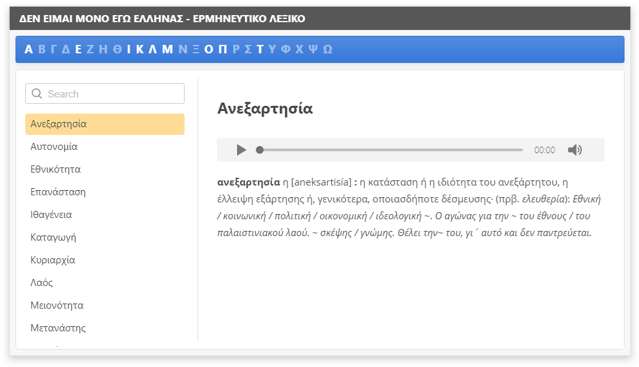 ΔΕΝ ΕΙΜΑΙ ΜΟΝΟ ΕΓΩ ΕΛΛΗΝΑΣ - ΕΡΜΗΝΕΥΤΙΚΟ ΛΕΞΙΚΟ
Α Β Γ Δ Ε Ζ Η Θ Ι Κ Λ Μ Ν Ξ Ο Π Ρ Σ Τ Υ Φ Χ Ψ Ω
Search
Ανεξαρτησία
Αυτονομία
Εθνικότητα
Επανάσταση
Ιθαγένεια
Καταγωγή
Κυριαρχία
Λαός
Μειονότητα
Μετανάστης
Ανεξαρτησία
00:00
ανεξαρτησία η [aneksartisía] : η κατάσταση ή η ιδιότητα του ανεξάρτητου, η
έλλειψη εξάρτησης ή, γενικότερα, οποιασδήποτε δέσμευσης· (πρβ. ελευθερία): Εθνική
/ κοινωνική / πολιτική / οικονομική / ιδεολογική ~. Ο αγώνας για την ~ του έθνους / του
παλαιστινιακού λαού. ~ σκέψης / γνώμης. Θέλει την~ του, γι΄ αυτό και δεν παντρεύεται.